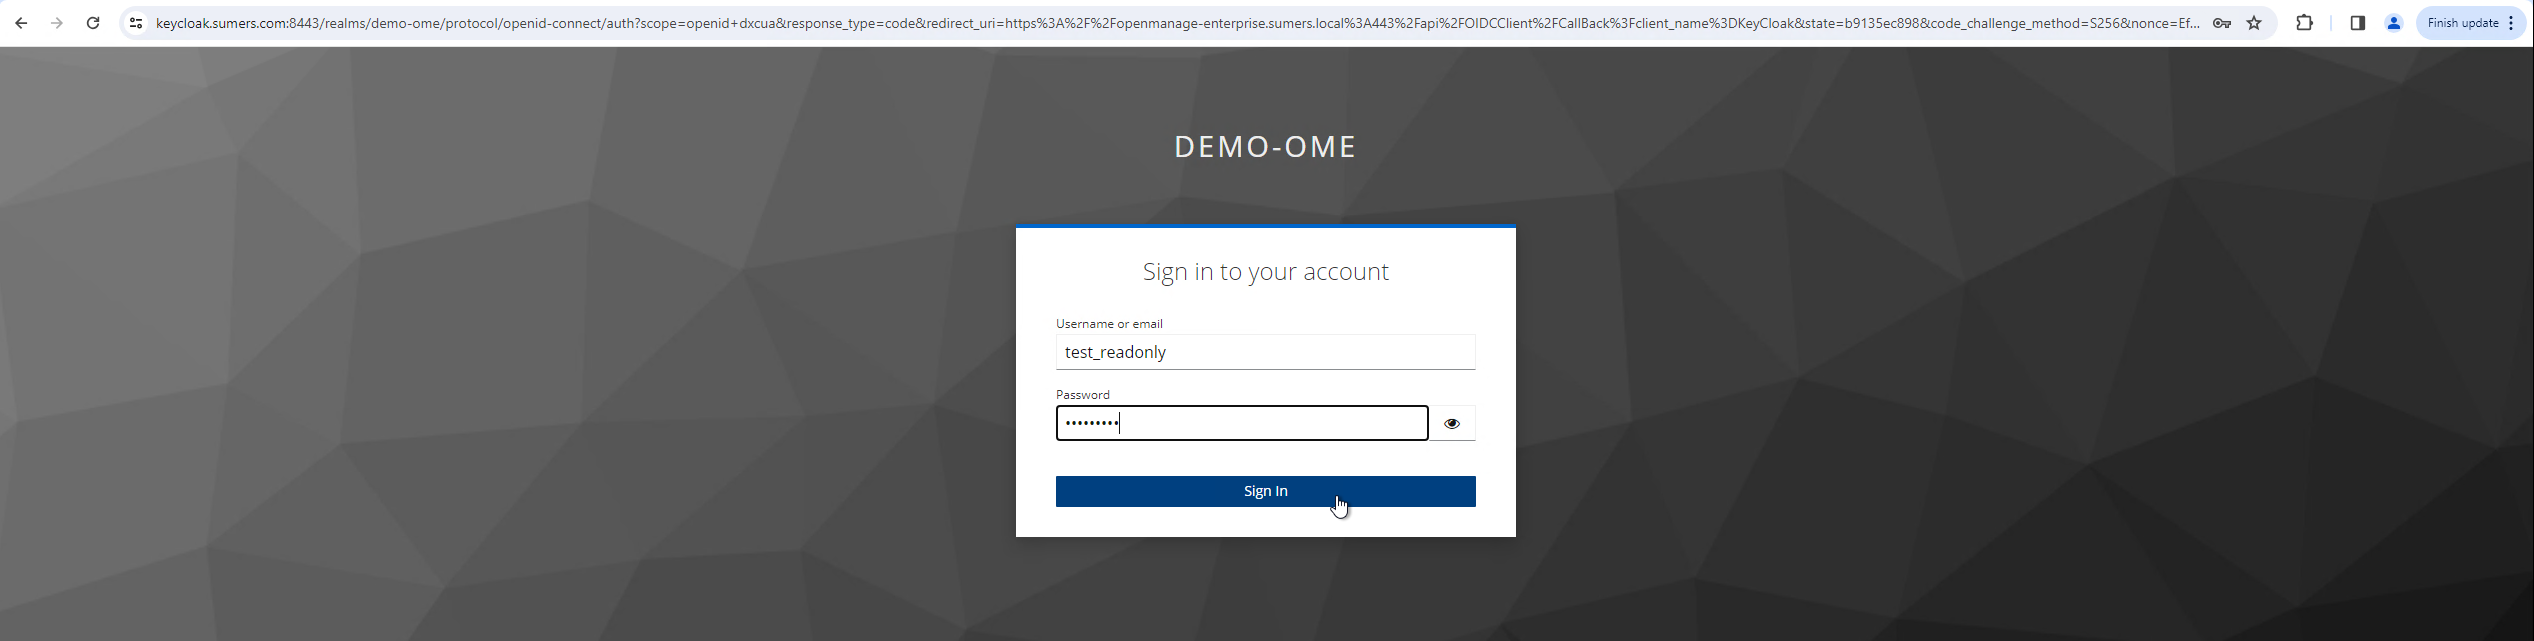 keycloak.sumers.com:8443/realms/demo-ome/protocol/openid-connect/auth?scope=openid+dxcua&response_type=code&redirect_uri=https%3A%2F%2Fopenmanage-enterprise.sumers.local%3A443%2Fapi%2FOIDCClient%2FCallBack%3Fclient_name%3DKeyCloak&state=b9135ec898&code_challenge_method=S256&nonce=Ef...
Finish update
DEMO-OME
Sign in to your account
Username or email
test_readonly
Password
•••••••••
Sign In